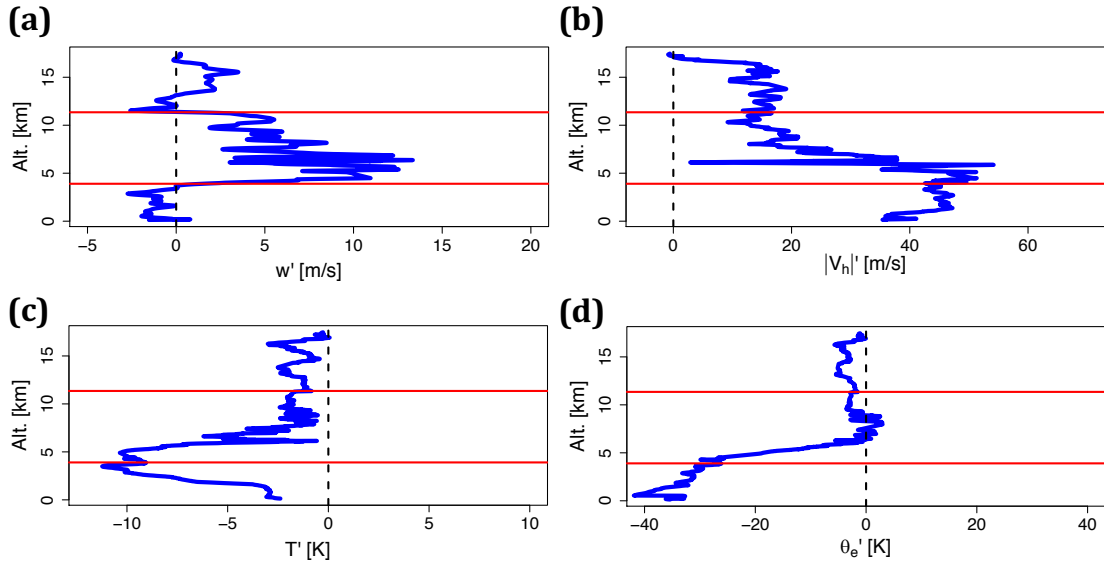 (a)
Alt. [km]
15
10
5
0
−5 0 5 10 15 20
w' [m/s]
(b)
Alt. [km]
15
10
5
0
0 20 40 60
|V_h|' [m/s]
(c)
Alt. [km]
15
10
5
0
−10 −5 0 5 10
T' [K]
(d)
Alt. [km]
15
10
5
0
−40 −20 0 20 40
θ_e' [K]